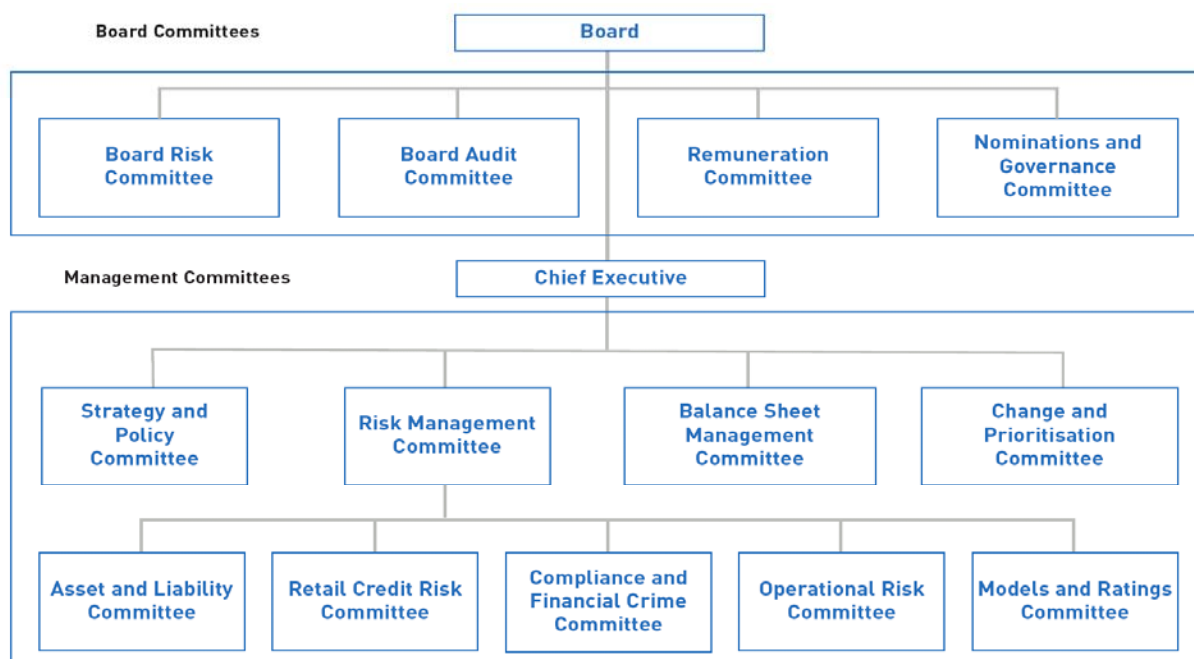 Board Committees
Board
Board Risk
Committee
Board Audit
Committee
Remuneration
Committee
Nominations and
Governance
Committee
Management Committees
Chief Executive
Strategy and
Policy
Committee
Risk Management
Committee
Balance Sheet
Management
Committee
Change and
Prioritisation
Committee
Asset and Liability
Committee
Retail Credit Risk
Committee
Compliance and
Financial Crime
Committee
Operational Risk
Committee
Models and Ratings
Committee